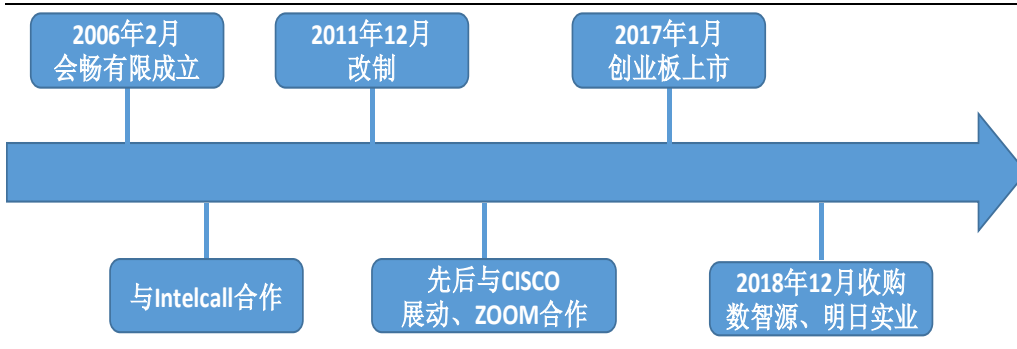 2006年2月
会畅有限成立
2011年12月
改制
2017年1月
创业板上市
与Intelcall合作
先后与CISCO
展动、ZOOM合作
2018年12月收购
数智源、明日实业